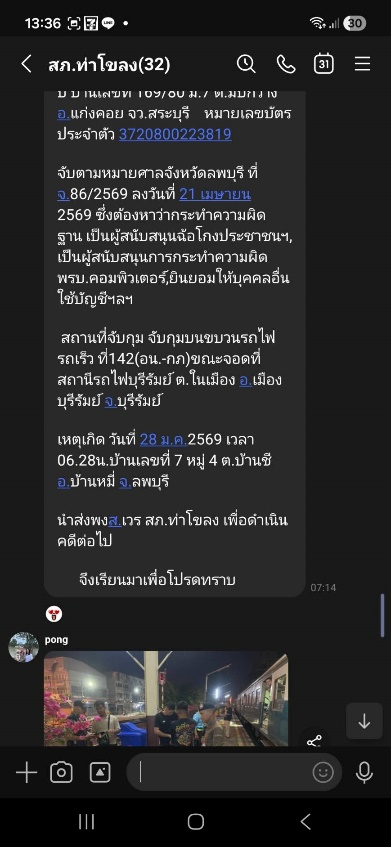 13:36
30
สภ.ท่าโขลง(32)
31
บ้านเลขที่ 169/80 ม.7 ต.มบกวาง
อ.แก่งคอย จว.สระบุรี หมายเลขบัตร
ประจำตัว 3720800223819
จับตามหมายศาลจังหวัดลพบุรี ที่
จ.86/2569 ลงวันที่ 21 เมษายน
2569 ซึ่งต้องหาว่ากระทำความผิด
ฐาน เป็นผู้สนับสนุนฉ้อโกงประชาชนฯ,
เป็นผู้สนับสนุนการกระทำความผิด
พรบ.คอมพิวเตอร์,ยินยอมให้บุคคลอื่น
ใช้บัญชีฯลฯ
สถานที่จับกุม จับกุมบนขบวนรถไฟ
รถเร็ว ที่142(อน.-กภ)ขณะจอดที่
สถานีรถไฟบุรีรัมย์ ต.ในเมือง อ.เมือง
บุรีรัมย์ จ.บุรีรัมย์
เหตุเกิด วันที่ 28 ม.ค.2569 เวลา
06.28น.บ้านเลขที่ 7 หมู่ 4 ต.บ้านชี
อ.บ้านหมี่ จ.ลพบุรี
นำส่งพงส.เวร สภ.ท่าโขลง เพื่อดำเนิน
คดีต่อไป
จึงเรียนมาเพื่อโปรดทราบ
07:14
pong